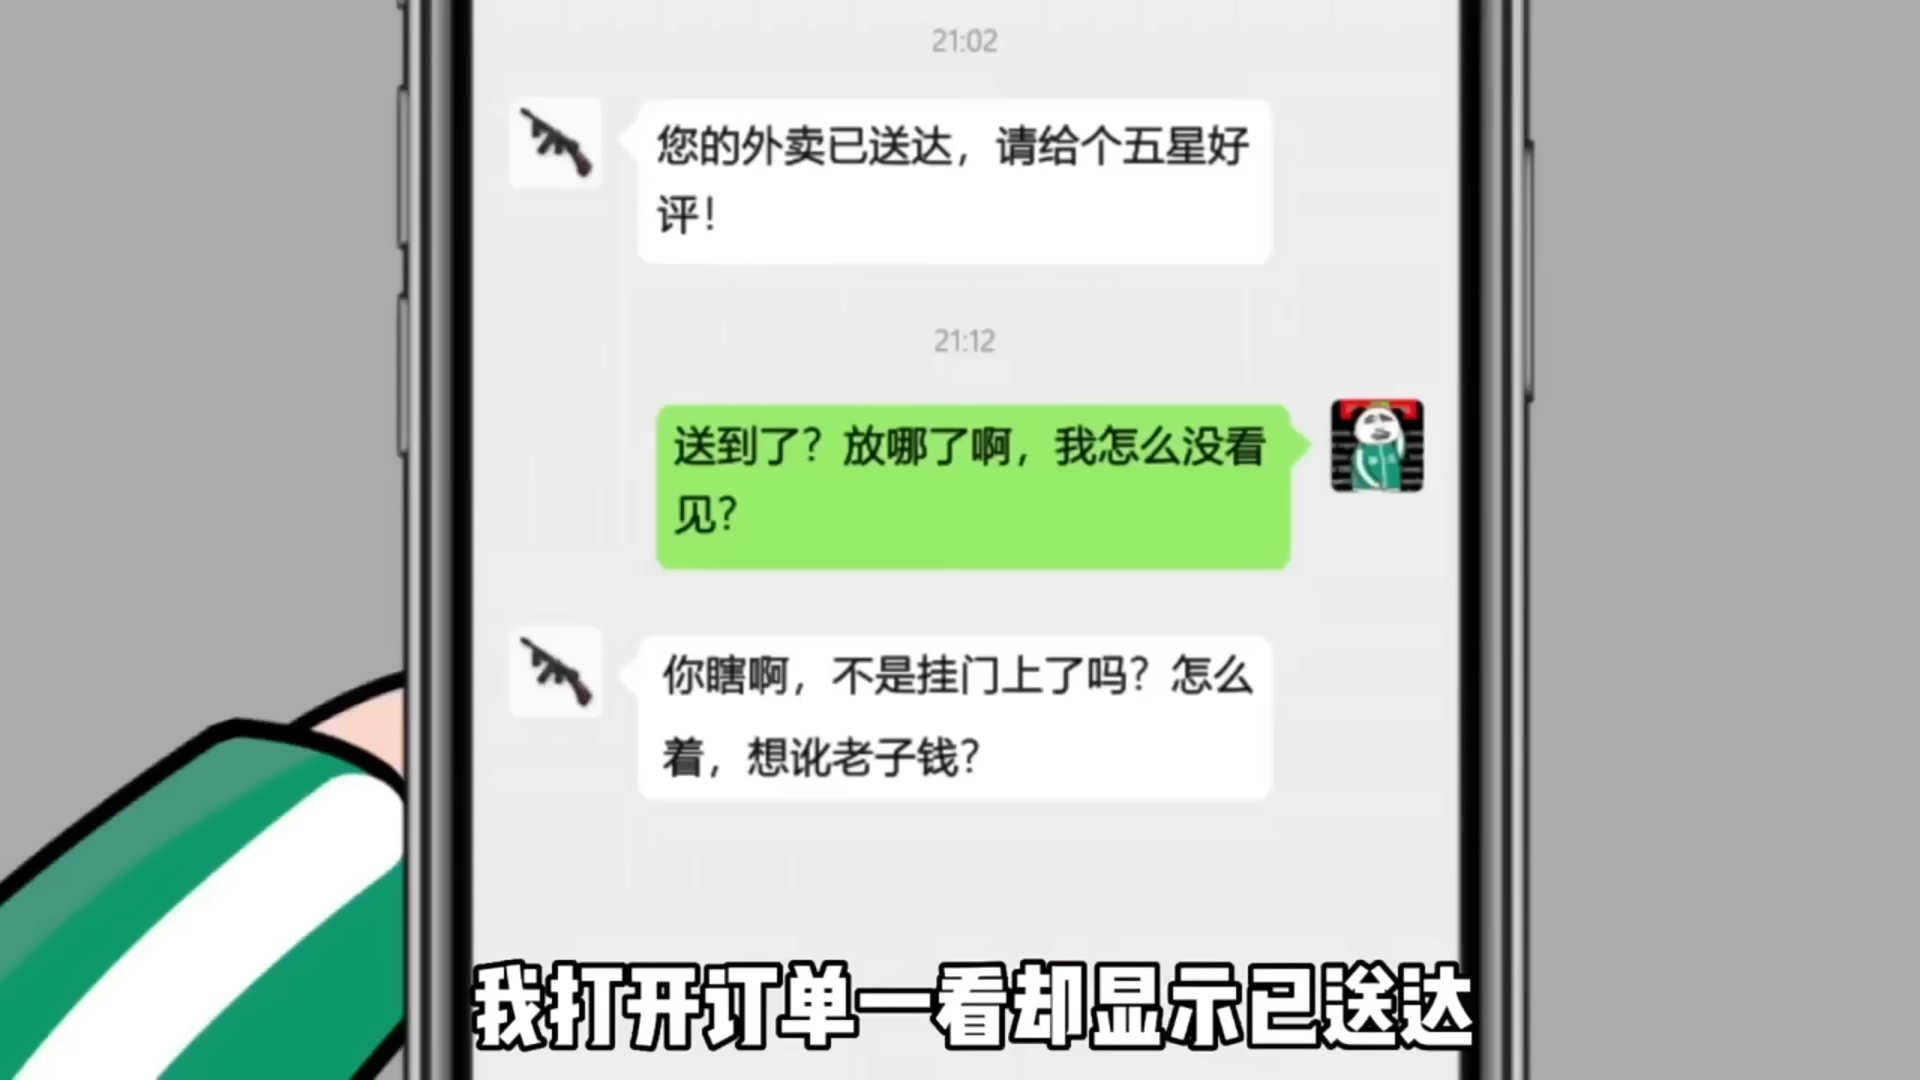 21:02
您的外卖已送达，请给个五星好
评！
21:12
送到了？放哪了啊，我怎么没看
见？
你瞎啊，不是挂门上了吗？怎么
着，想讹老子钱？
我打开订单一看却显示已送达